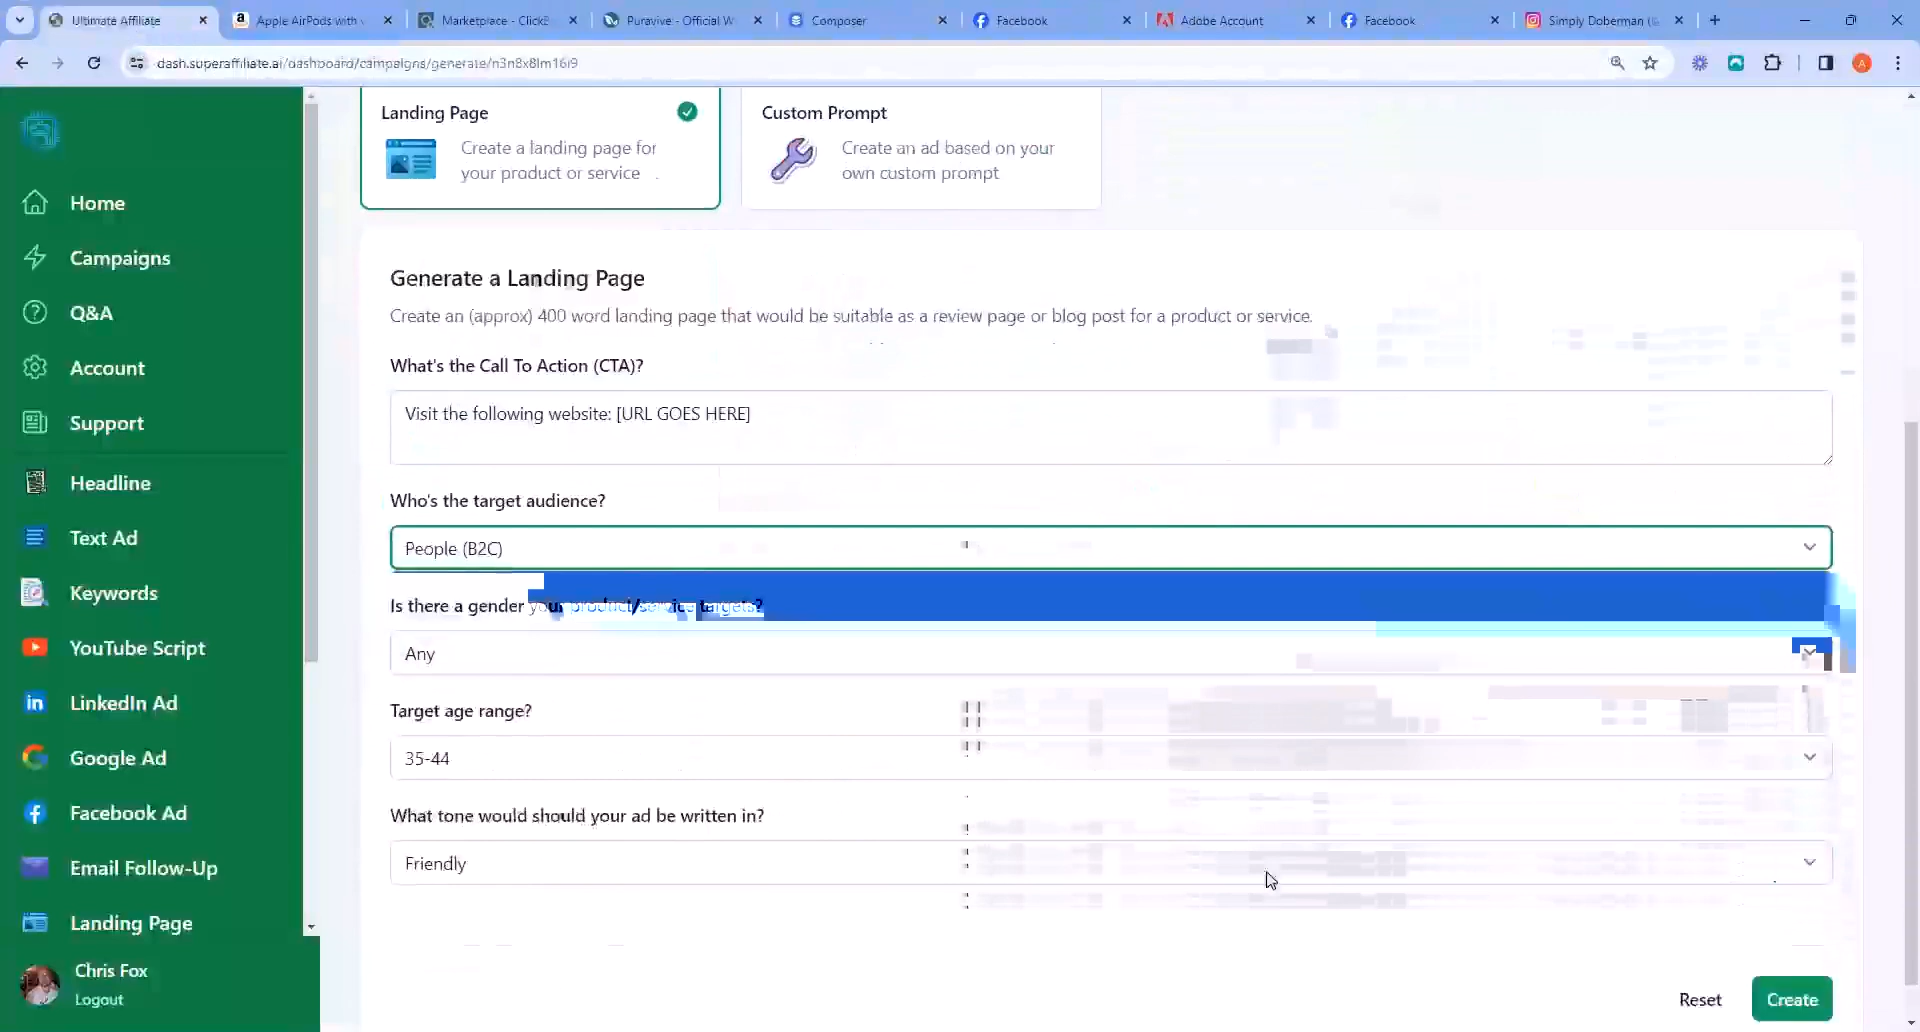 Ultimate Affiliate
Apple AirPods with
Marketplace - Click
Puravive - Official W
Composer
Facebook
Adobe Account
Facebook
Simply Doberman (
dash.superaffiliate.ai/dashboard/campaigns/generate/n3n8x8lm16r9
A
Home
Campaigns
Q&A
Account
Support
Headline
Text Ad
Keywords
YouTube Script
LinkedIn Ad
Google Ad
Facebook Ad
Email Follow-Up
Landing Page
Chris Fox
Logout
Landing Page
Create a landing page for
your product or service
Custom Prompt
Create an ad based on your
own custom prompt
Generate a Landing Page
Create an (approx) 400 word landing page that would be suitable as a review page or blog post for a product or service.
What's the Call To Action (CTA)?
Visit the following website: [URL GOES HERE]
Who's the target audience?
People (B2C)
Is there a gender your product/service targets?
Any
Target age range?
35-44
What tone would should your ad be written in?
Friendly
Reset
Create